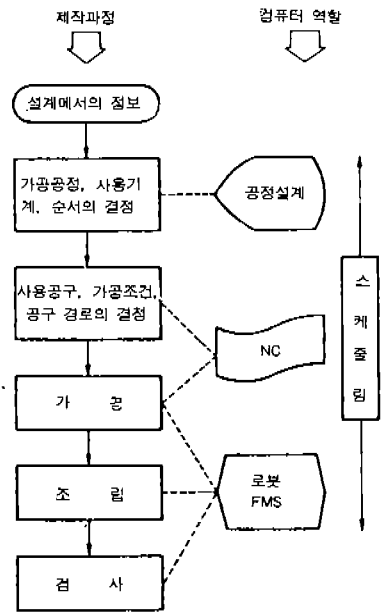 제작과정
컴퓨터 역할
설계에서의 정보
가공공정, 사용기
계, 순서의 결정
공정설계
사용공구, 가공조건,
공구 경로의 결정
NC
가 공
조 립
로봇
FMS
검 사
스케줄링